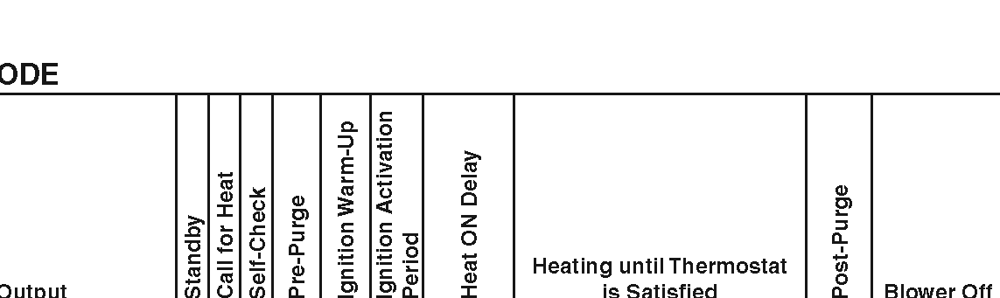 ODE
Output
Standby
Call for Heat
Self-Check
Pre-Purge
Ignition Warm-Up
Ignition Activation
Period
Heat ON Delay
Heating until Thermostat
is Satisfied
Post-Purge
Blower Off